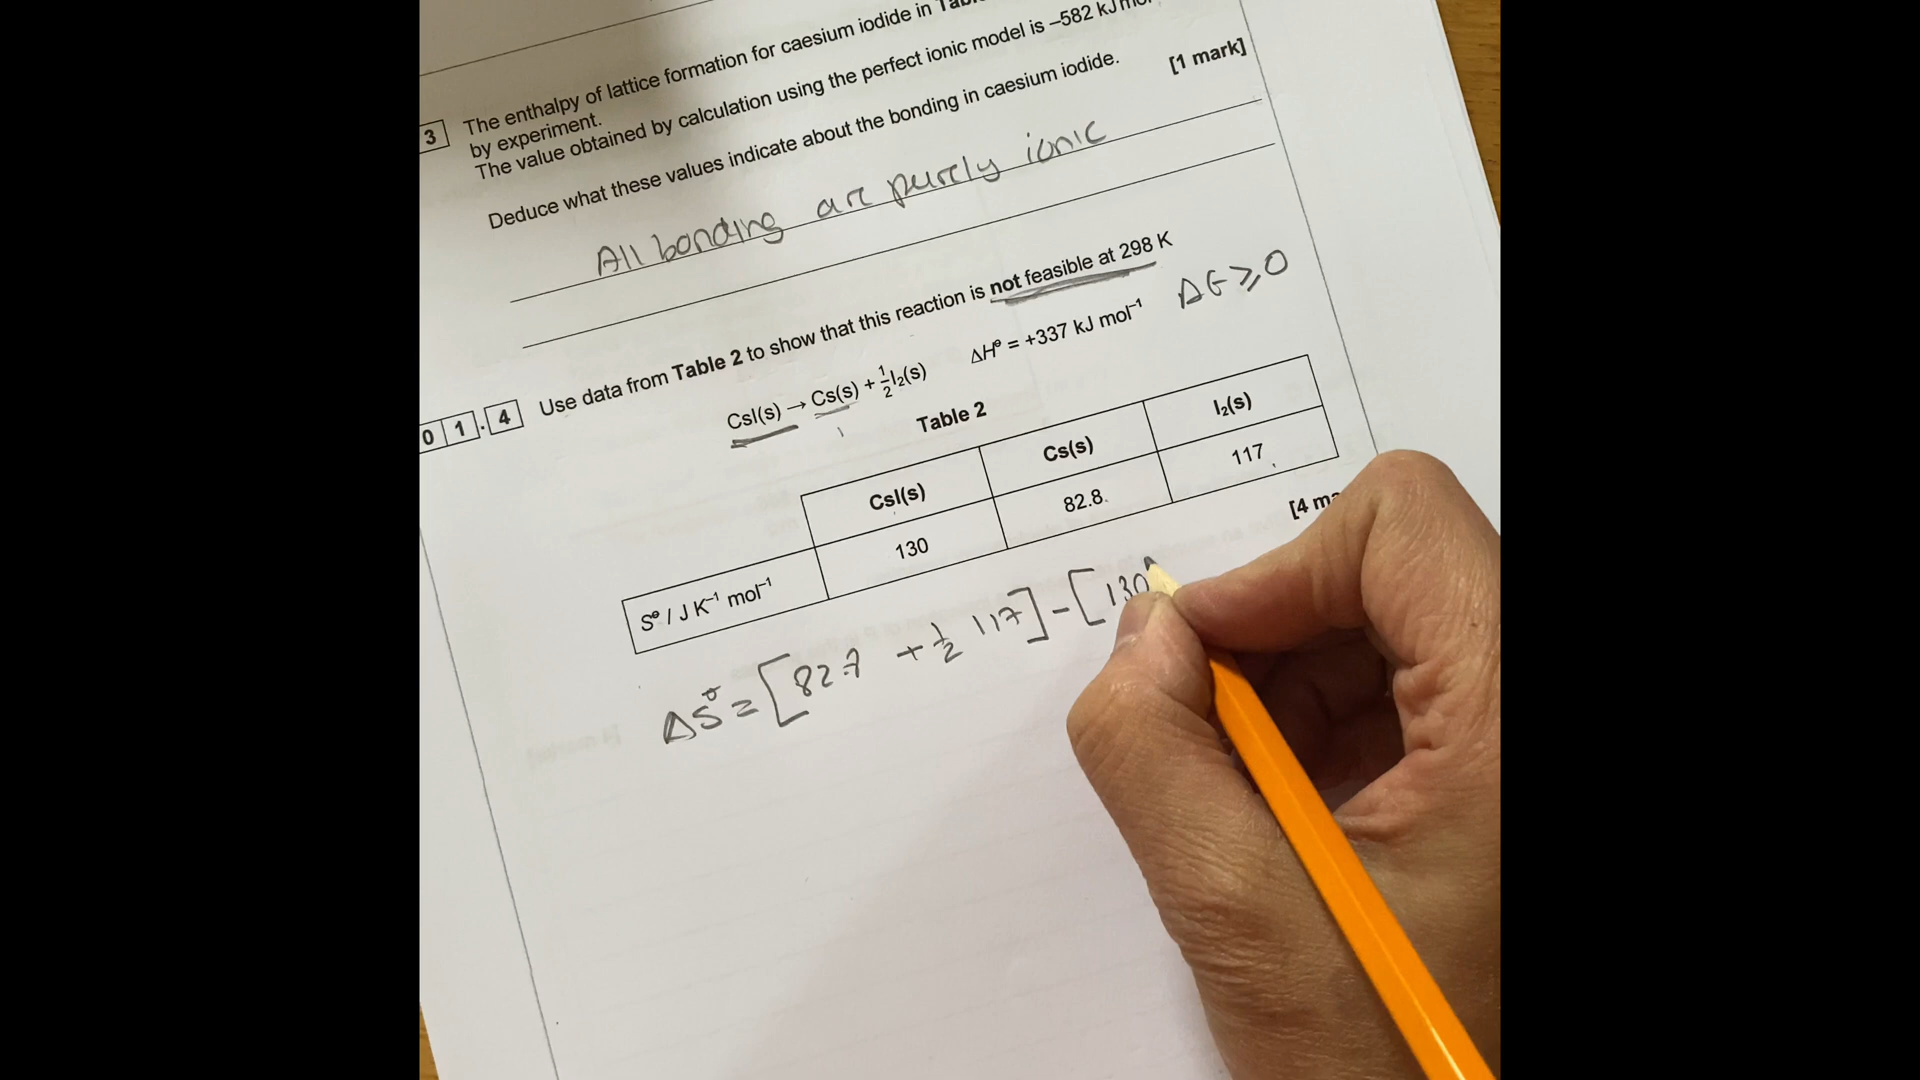 The enthalpy of lattice formation for caesium iodide in
3
by experiment.
The value obtained by calculation using the perfect ionic model is –582
Deduce what these values indicate about the bonding in caesium iodide.
[1 mark]
All bonding are purely ionic
0 1 . 4 Use data from Table 2 to show that this reaction is not feasible at 298 K
ΔG ⩾ 0
CsI(s) → Cs(s) + ½I₂(s) ΔH⦵ = +337 kJ mol⁻¹
Table 2
CsI(s) Cs(s) I₂(s)
S⦵ / J K⁻¹ mol⁻¹ 130 82.8 117
[4
ΔS⦵ = [82.7 + ½ 117] - [130